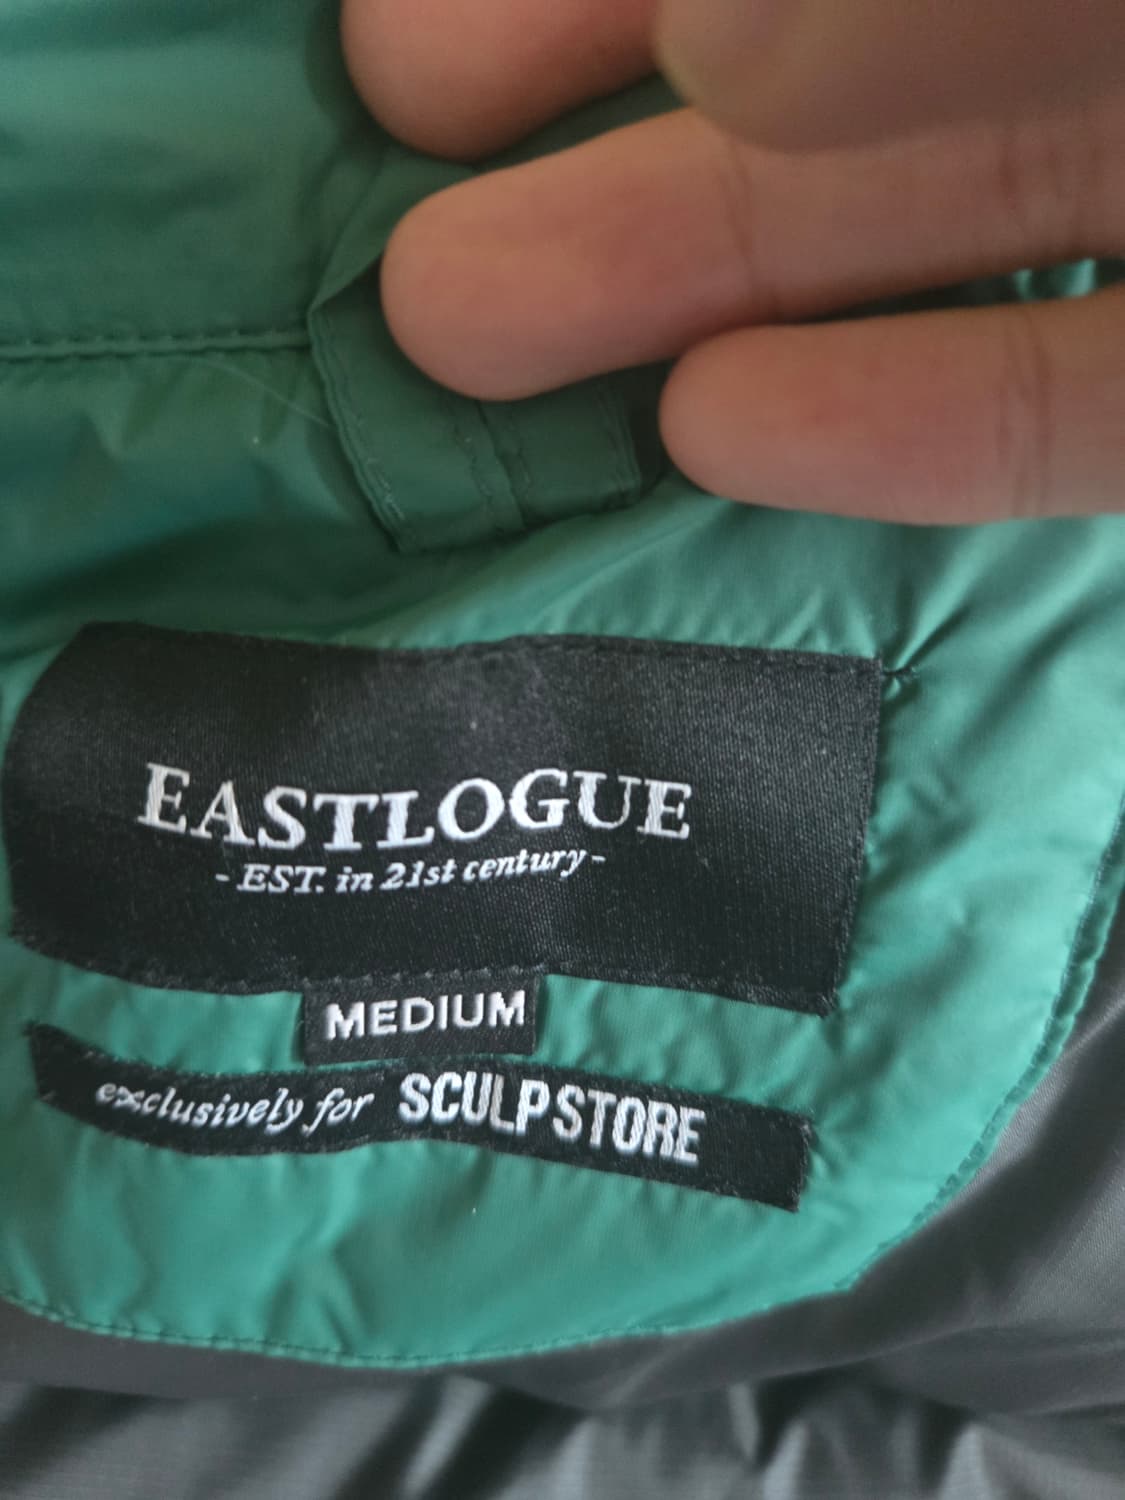 EASTLOGUE
- EST. in 21st century -
MEDIUM
exclusively for SCULPSTORE